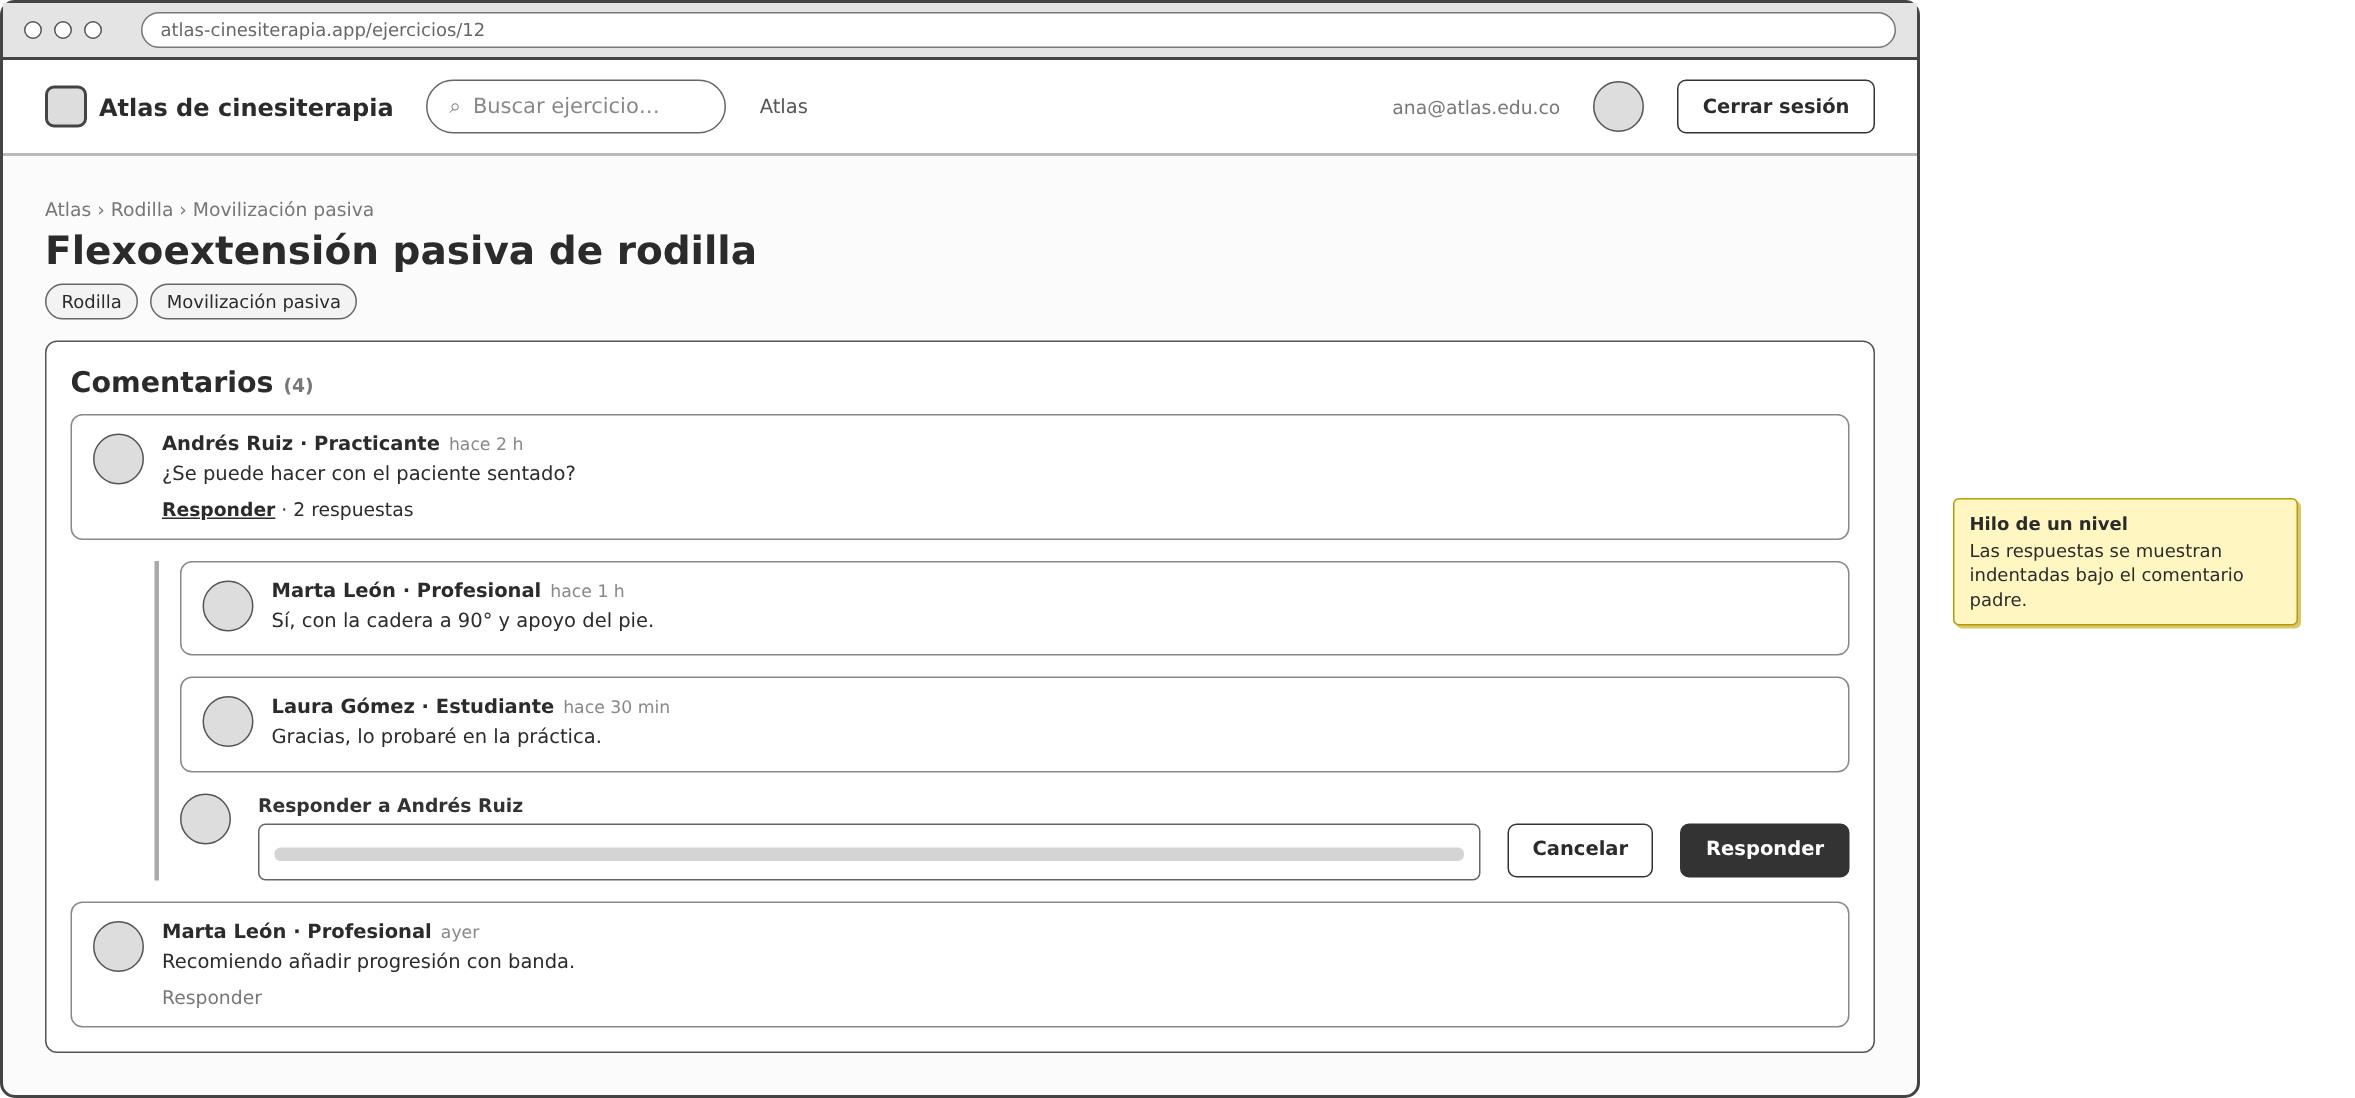 atlas-cinesiterapia.app/ejercicios/12
Atlas de cinesiterapia
Buscar ejercicio...
Atlas
ana@atlas.edu.co
Cerrar sesión
Atlas › Rodilla › Movilización pasiva
Flexoextensión pasiva de rodilla
Rodilla
Movilización pasiva
Comentarios (4)
Andrés Ruiz · Practicante hace 2 h
¿Se puede hacer con el paciente sentado?
Responder · 2 respuestas
Marta León · Profesional hace 1 h
Sí, con la cadera a 90° y apoyo del pie.
Laura Gómez · Estudiante hace 30 min
Gracias, lo probaré en la práctica.
Responder a Andrés Ruiz
Cancelar
Responder
Marta León · Profesional ayer
Recomiendo añadir progresión con banda.
Responder
Hilo de un nivel
Las respuestas se muestran
indentadas bajo el comentario
padre.